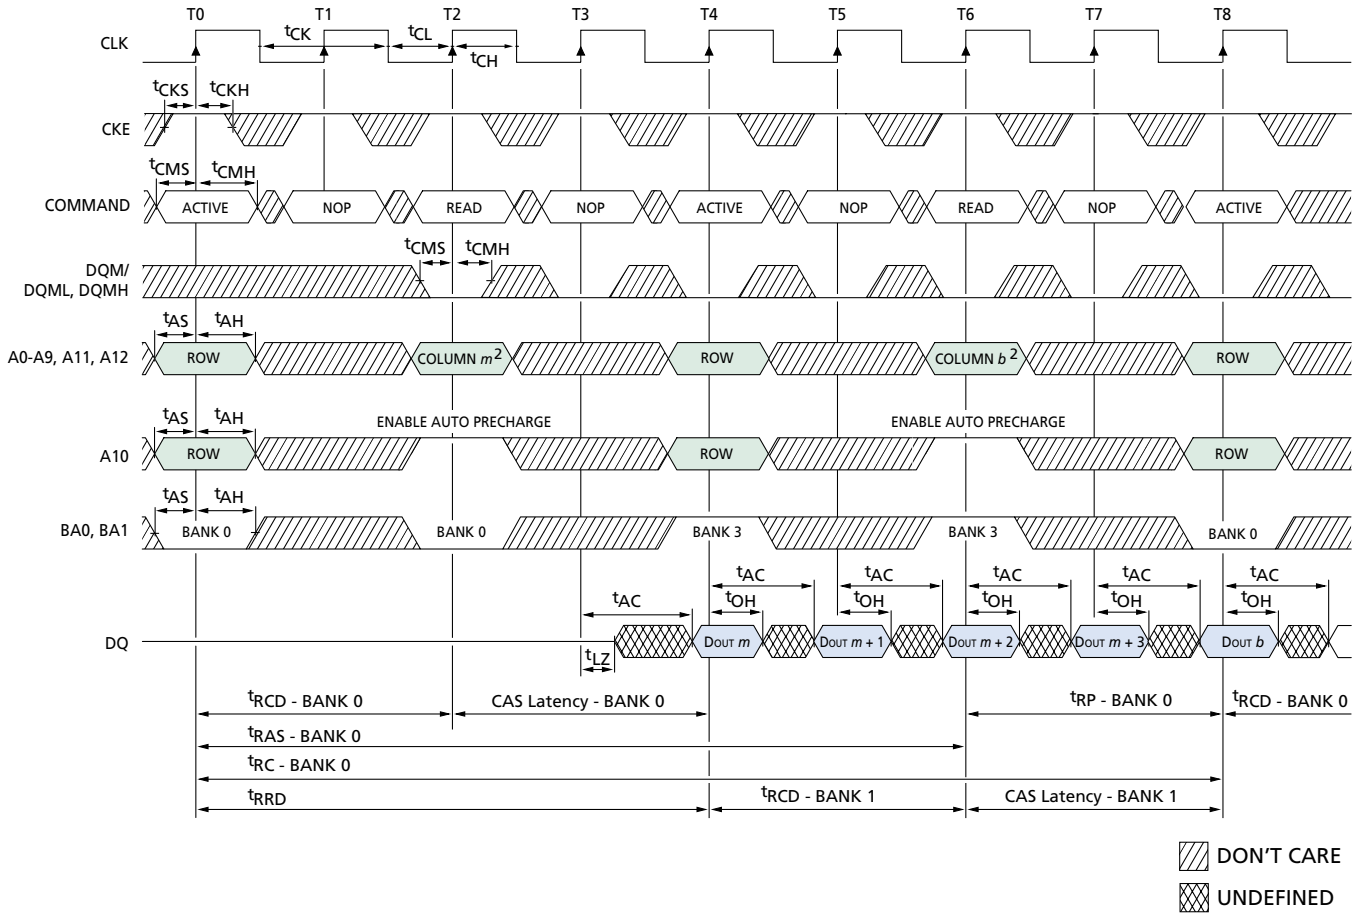 T0 T1 T2 T3 T4 T5 T6 T7 T8
CLK
tCK tCL
tCH
tCKS tCKH
CKE
tCMS tCMH
COMMAND ACTIVE NOP READ NOP ACTIVE NOP READ NOP ACTIVE
tCMS tCMH
DQM/
DQML, DQMH
tAS tAH
A0-A9, A11, A12 ROW COLUMN m2 ROW COLUMN b2 ROW
tAS tAH ENABLE AUTO PRECHARGE ENABLE AUTO PRECHARGE
A10 ROW ROW ROW
tAS tAH
BA0, BA1 BANK 0 BANK 0 BANK 3 BANK 3 BANK 0
tAC tAC tAC tAC tAC
tAC tOH tOH tOH tOH tOH
DQ DOUT m DOUT m + 1 DOUT m + 2 DOUT m + 3 DOUT b
tLZ
tRCD - BANK 0 CAS Latency - BANK 0 tRP - BANK 0 tRCD - BANK 0
tRAS - BANK 0
tRC - BANK 0
tRRD tRCD - BANK 1 CAS Latency - BANK 1
DON'T CARE
UNDEFINED